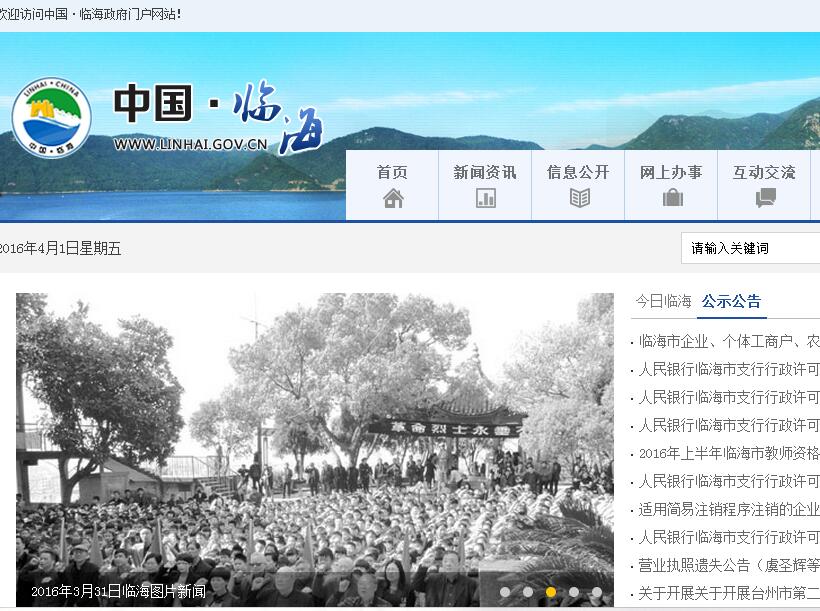 欢迎访问中国·临海政府门户网站!
LINHAI·CHINA
中国·临海
中国·临海
WWW.LINHAI.GOV.CN
首页 新闻资讯 信息公开 网上办事 互动交流
2016年4月1日星期五
请输入关键词
今日临海 公示公告
临海市企业、个体工商户、农
人民银行临海市支行行政许可
人民银行临海市支行行政许可
人民银行临海市支行行政许可
2016年上半年临海市教师资格
人民银行临海市支行行政许可
适用简易注销程序注销的企业
人民银行临海市支行行政许可
营业执照遗失公告（虞圣辉等
关于开展关于开展台州市第二
革命烈士永
2016年3月31日临海图片新闻